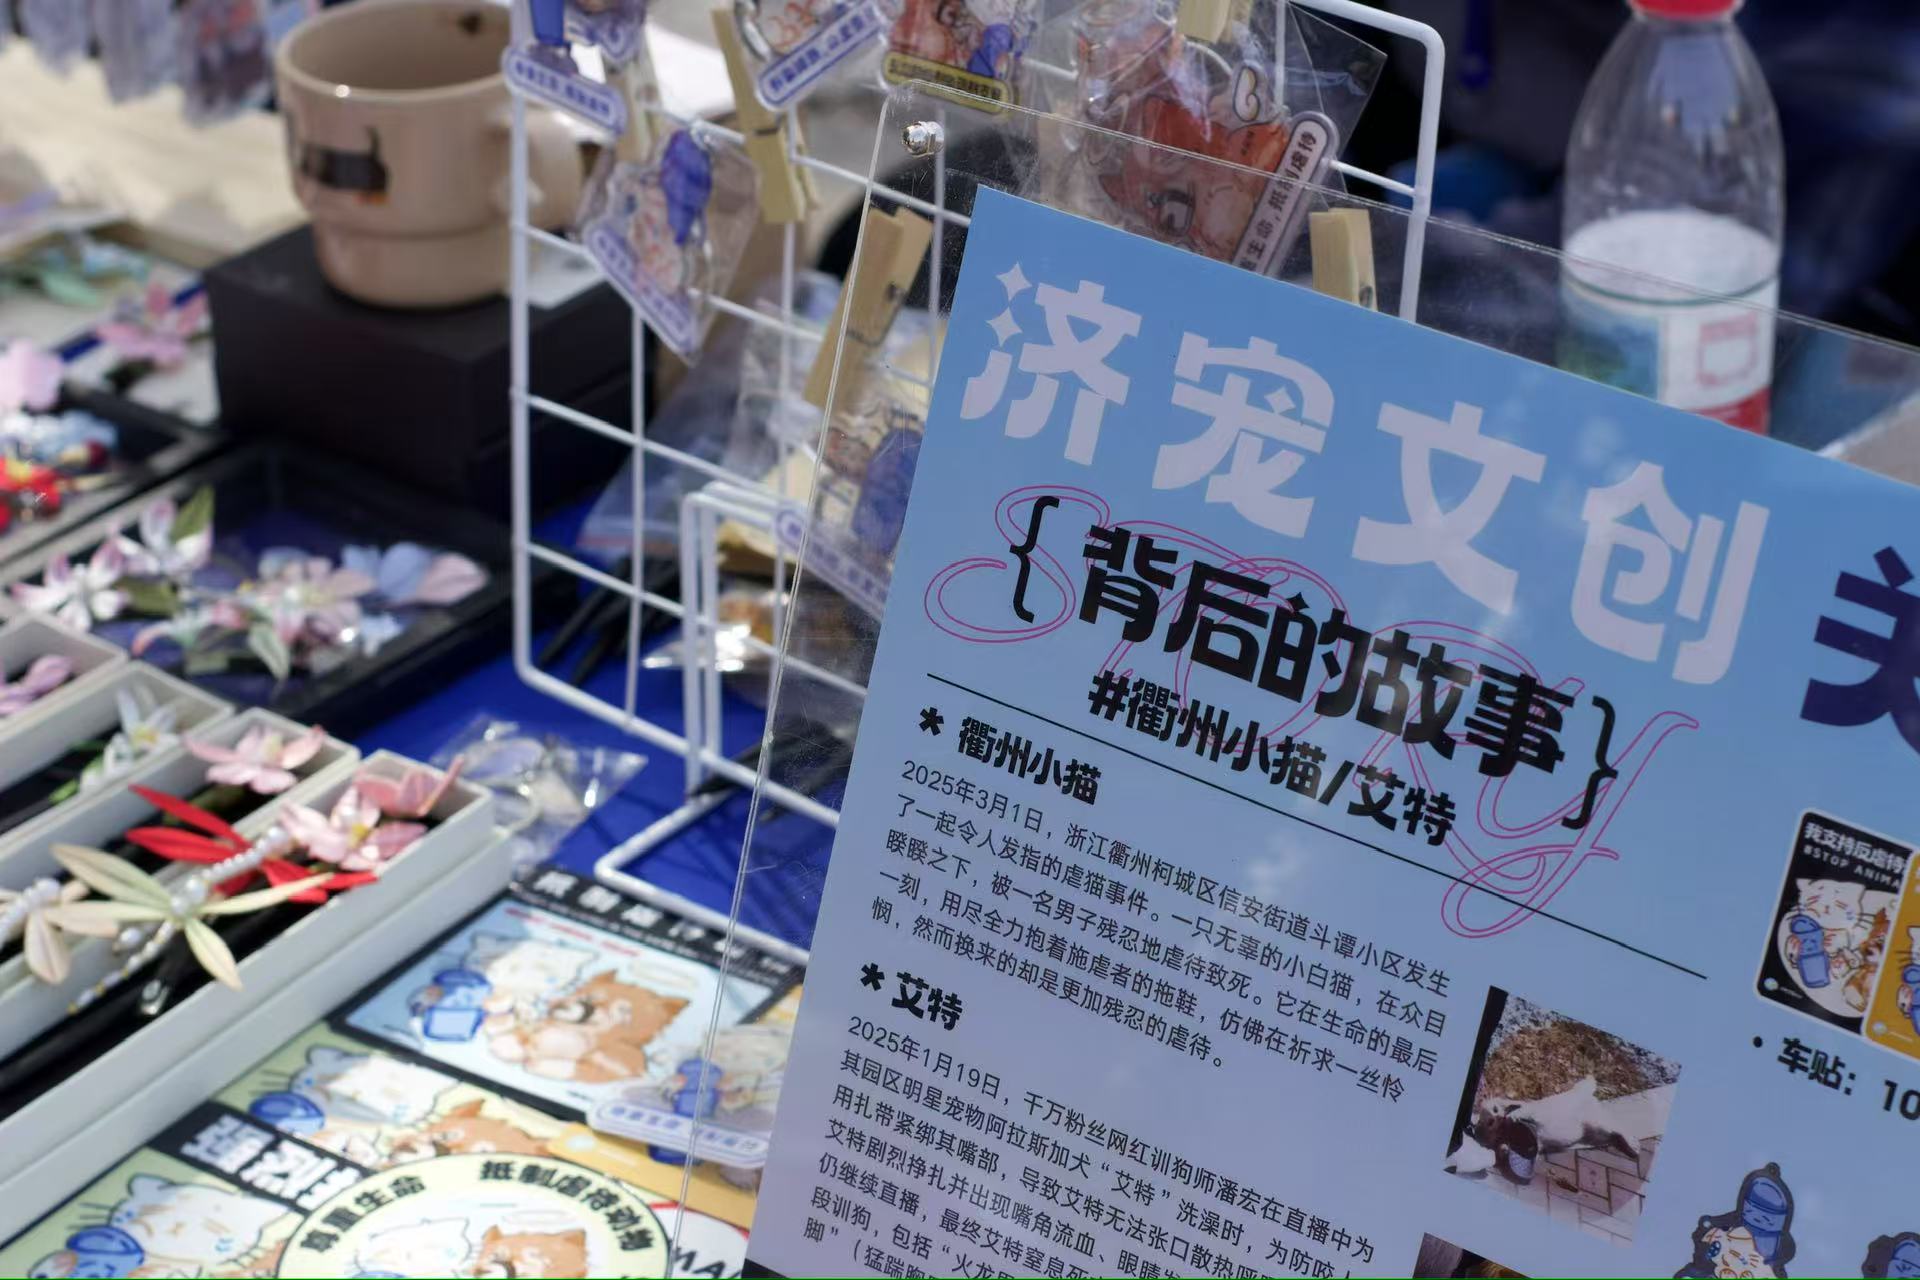 济宠文创
{背后的故事}
#衢州小猫/艾特
* 衢州小猫
2025年3月1日，浙江衢州柯城区信安街道斗谭小区发生
了一起令人发指的虐猫事件。一只无辜的小白猫，在众目
睽睽之下，被一名男子残忍地虐待致死。它在生命的最后
一刻，用尽全力抱着施虐者的拖鞋，仿佛在祈求一丝怜
悯，然而换来的却是更加残忍的虐待。
* 艾特
2025年1月19日，千万粉丝网红训狗师潘宏在直播中为
其园区明星宠物阿拉斯加犬“艾特”洗澡时，为防咬人
用扎带紧绑其嘴部，导致艾特无法张口散热呼
艾特剧烈挣扎并出现嘴角流血、眼睛
仍继续直播，最终艾特窒息死
段训狗，包括“火龙
脚”（猛踹胸
美
我支持反虐待
#STOP ANIMA
• 车贴：10
生命，抵制虐待
尊重生命 抵制虐待动物